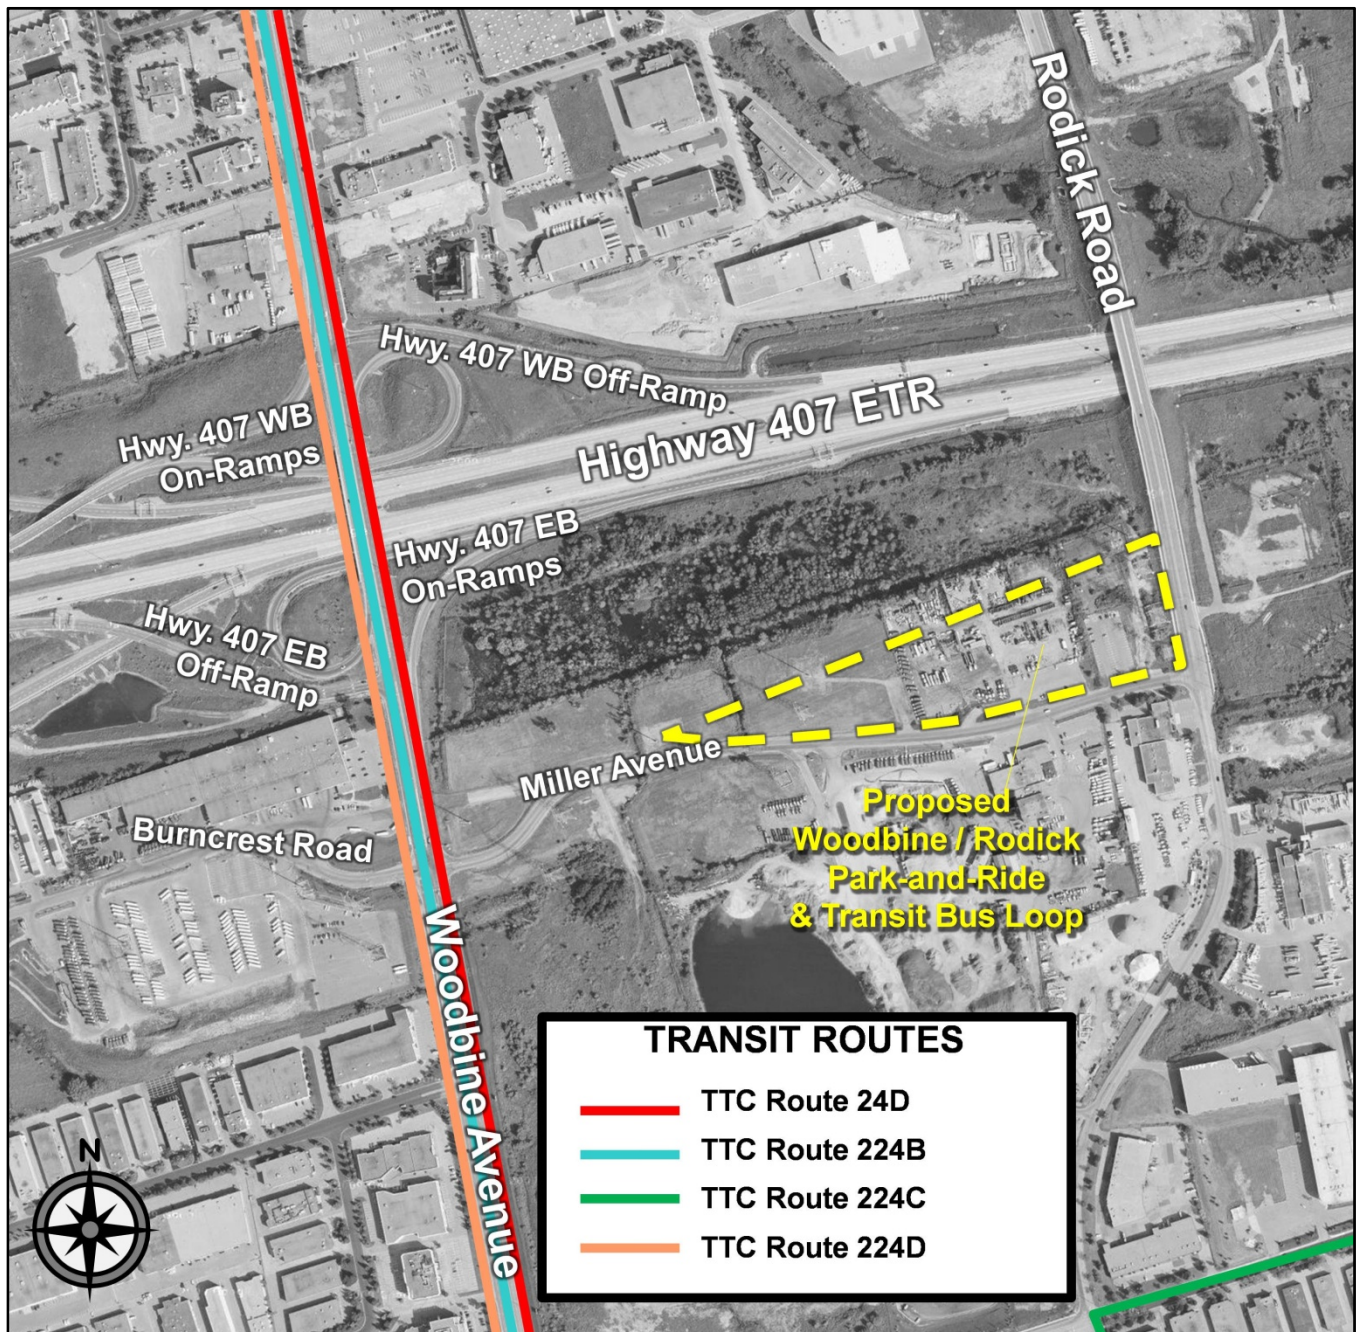 Rodick Road
Hwy. 407 WB Off-Ramp
Highway 407 ETR
Hwy. 407 WB
On-Ramps
Hwy. 407 EB
On-Ramps
Hwy. 407 EB
Off-Ramp
Miller Avenue
Burncrest Road
Proposed
Woodbine / Rodick
Park-and-Ride
& Transit Bus Loop
Woodbine Avenue
TRANSIT ROUTES
TTC Route 24D
TTC Route 224B
TTC Route 224C
TTC Route 224D
N